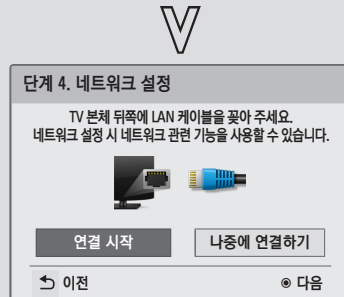 단계 4. 네트워크 설정
TV 본체 뒤쪽에 LAN 케이블을 꽂아 주세요.
네트워크 설정 시 네트워크 관련 기능을 사용할 수 있습니다.
연결 시작
나중에 연결하기
이전
다음